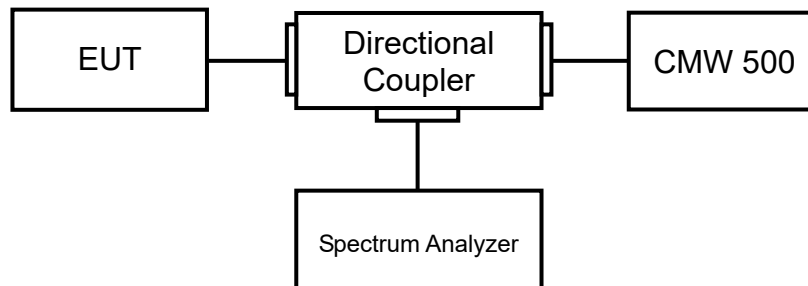 EUT
Directional
Coupler
CMW 500
Spectrum Analyzer